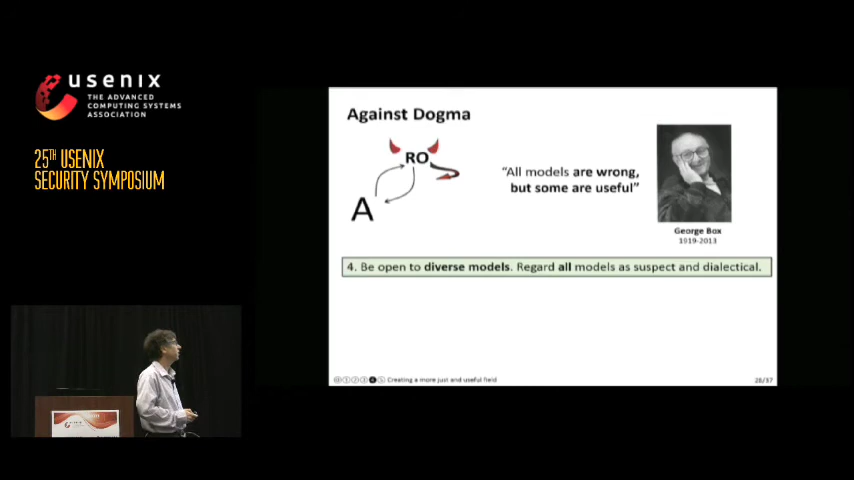 usenix
THE ADVANCED
COMPUTING SYSTEMS
ASSOCIATION
25TH USENIX
SECURITY SYMPOSIUM
Against Dogma
RO
A
"All models are wrong,
but some are useful"
George Box
1919-2013
4. Be open to diverse models. Regard all models as suspect and dialectical.
Creating a more just and useful field
28/37